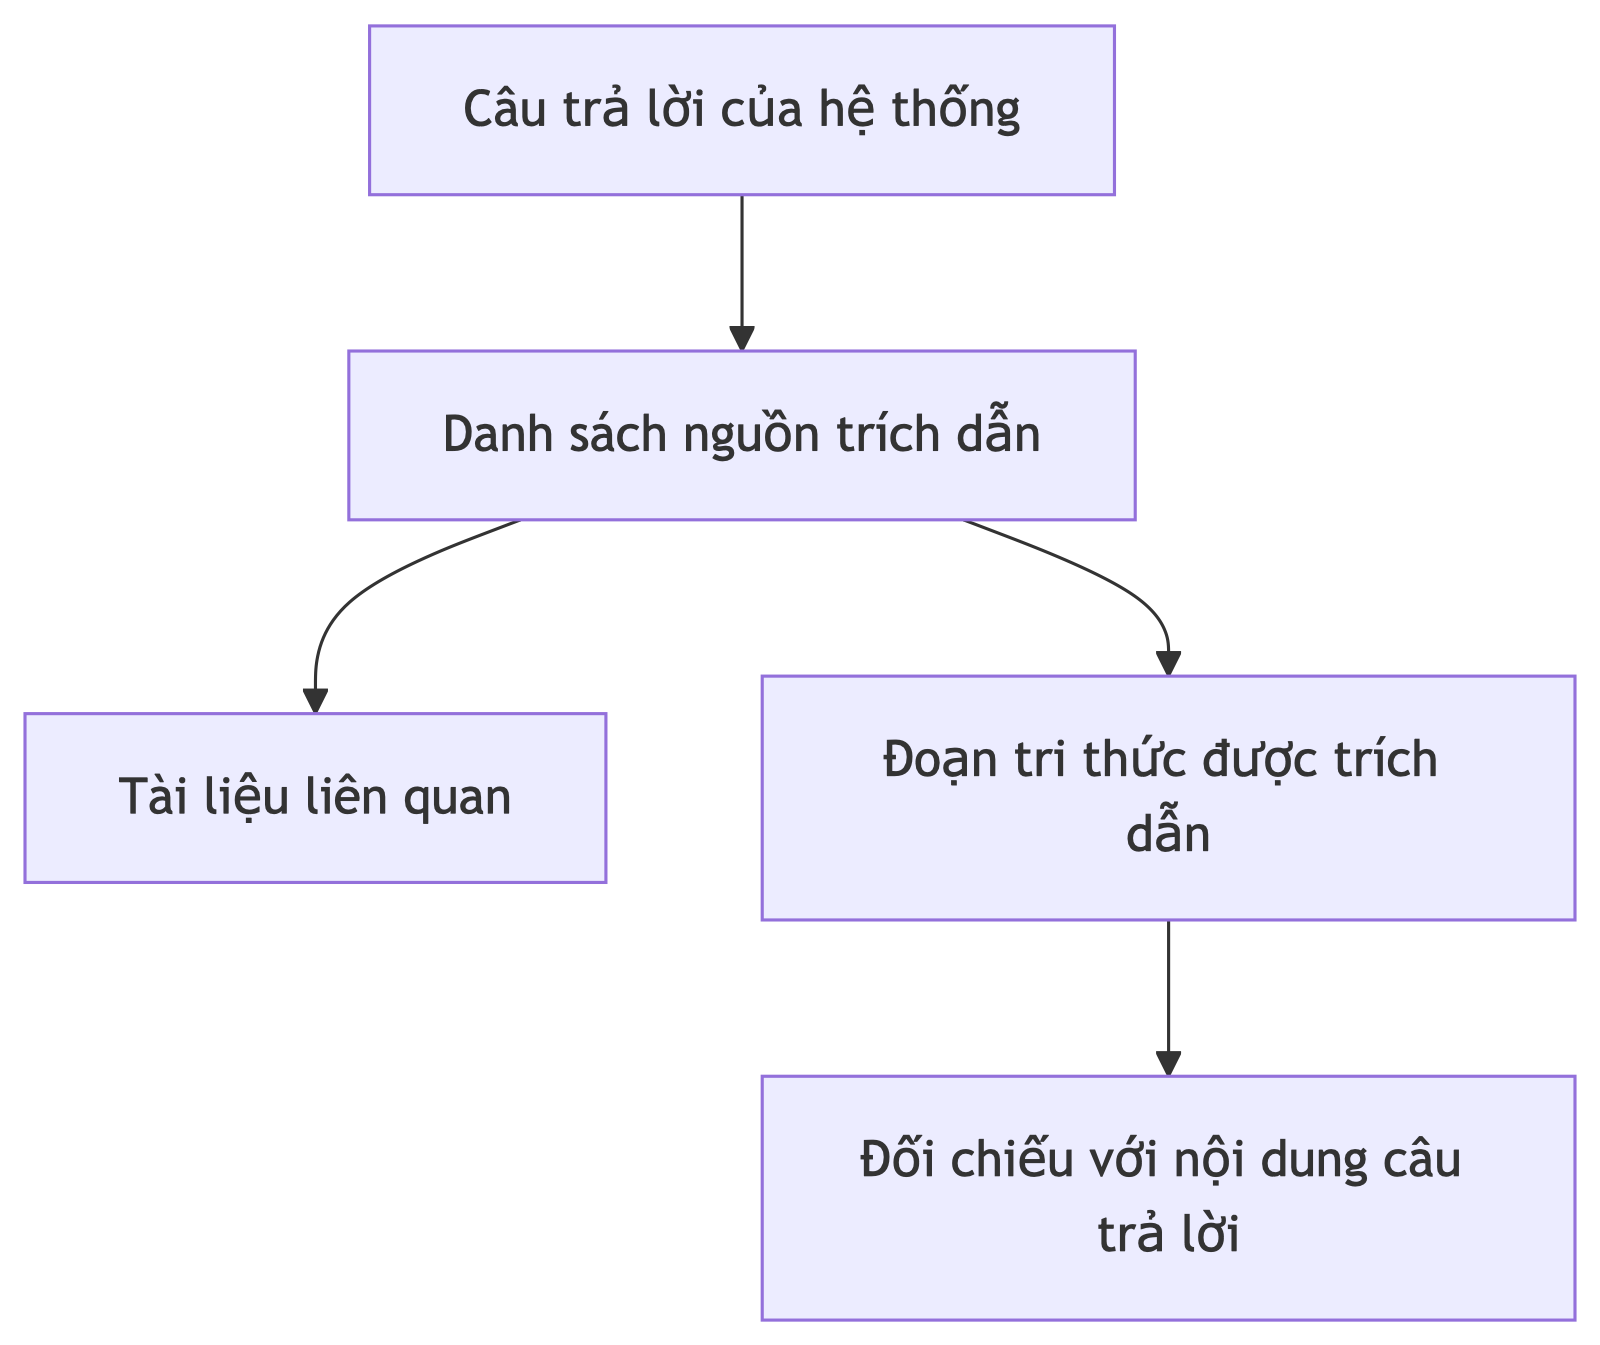 Câu trả lời của hệ thống
Danh sách nguồn trích dẫn
Tài liệu liên quan
Đoạn tri thức được trích
dẫn
Đối chiếu với nội dung câu
trả lời